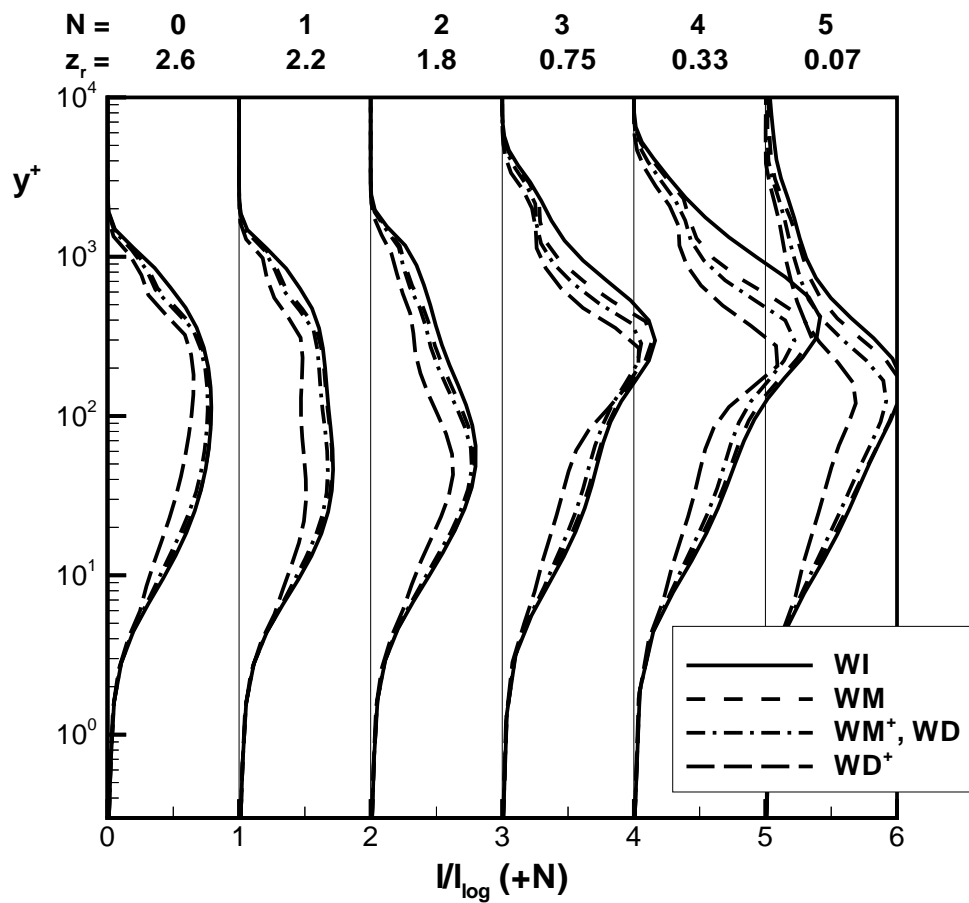 N = 0 1 2 3 4 5
z_r = 2.6 2.2 1.8 0.75 0.33 0.07
10^4
y^+
10^3
10^2
10^1
10^0
WI
WM
WM^+, WD
WD^+
0 1 2 3 4 5 6
l/l_log (+N)